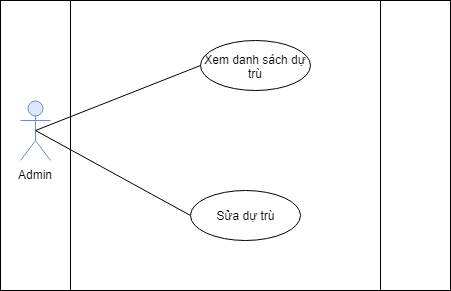 Xem danh sách dự
trù
Admin
Sửa dự trù